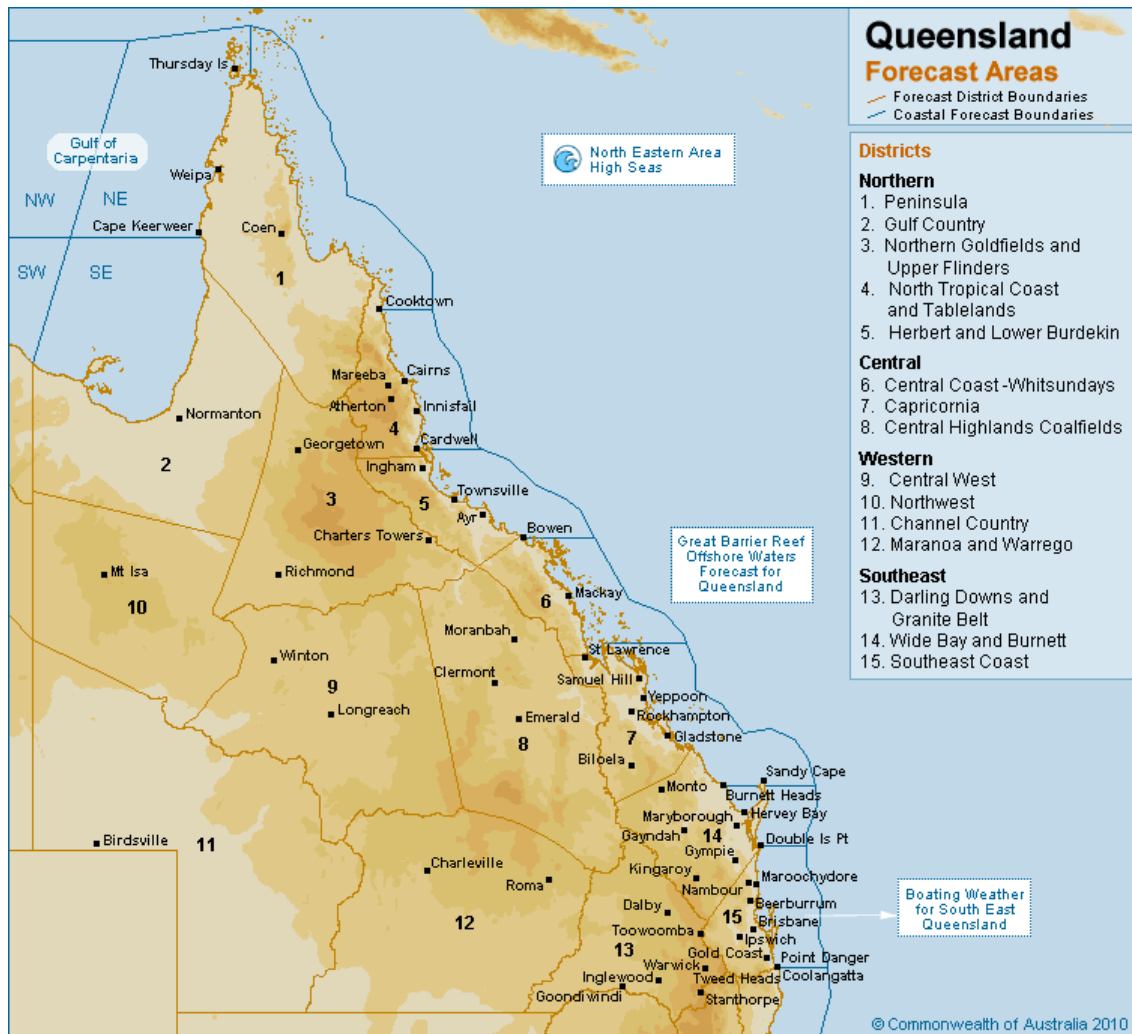 Queensland
Forecast Areas
Forecast District Boundaries
Coastal Forecast Boundaries
Districts
Northern
1. Peninsula
2. Gulf Country
3. Northern Goldfields and
Upper Flinders
4. North Tropical Coast
and Tablelands
5. Herbert and Lower Burdekin
Central
6. Central Coast-Whitsundays
7. Capricornia
8. Central Highlands Coalfields
Western
9. Central West
10. Northwest
11. Channel Country
12. Maranoa and Warrego
Southeast
13. Darling Downs and
Granite Belt
14. Wide Bay and Burnett
15. Southeast Coast
Thursday Is
Gulf of
Carpentaria
North Eastern Area
High Seas
Weipa
NW
NE
Cape Keerweer
Coen
SW
SE
1
Cooktown
Cairns
Mareeba
Atherton
Innisfail
Normanton
4
Cardwell
Georgetown
2
Ingham
3
5
Townsville
Ayr
Bowen
Charters Towers
Great Barrier Reef
Offshore Waters
Forecast for
Queensland
Mt Isa
Richmond
10
6
Mackay
Moranbah
St Lawrence
Winton
Clermont
Samuel Hill
9
Yeppoon
Longreach
Emerald
Rockhampton
8
7
Gladstone
Biloela
Sandy Cape
Monto
Burnett Heads
Maryborough
Hervey Bay
Gayndah
14
Birdsville
11
Double Is Pt
Gympie
Charleville
Kingaroy
Roma
Nambour
Maroochydore
Beerburrum
Boating Weather
for South East
Queensland
Dalby
15
Brisbane
12
Toowoomba
Ipswich
13
Gold Coast
Point Danger
Warwick
Inglewood
Tweed Heads
Coolangatta
Goondiwindi
Stanthorpe
© Commonwealth of Australia 2010